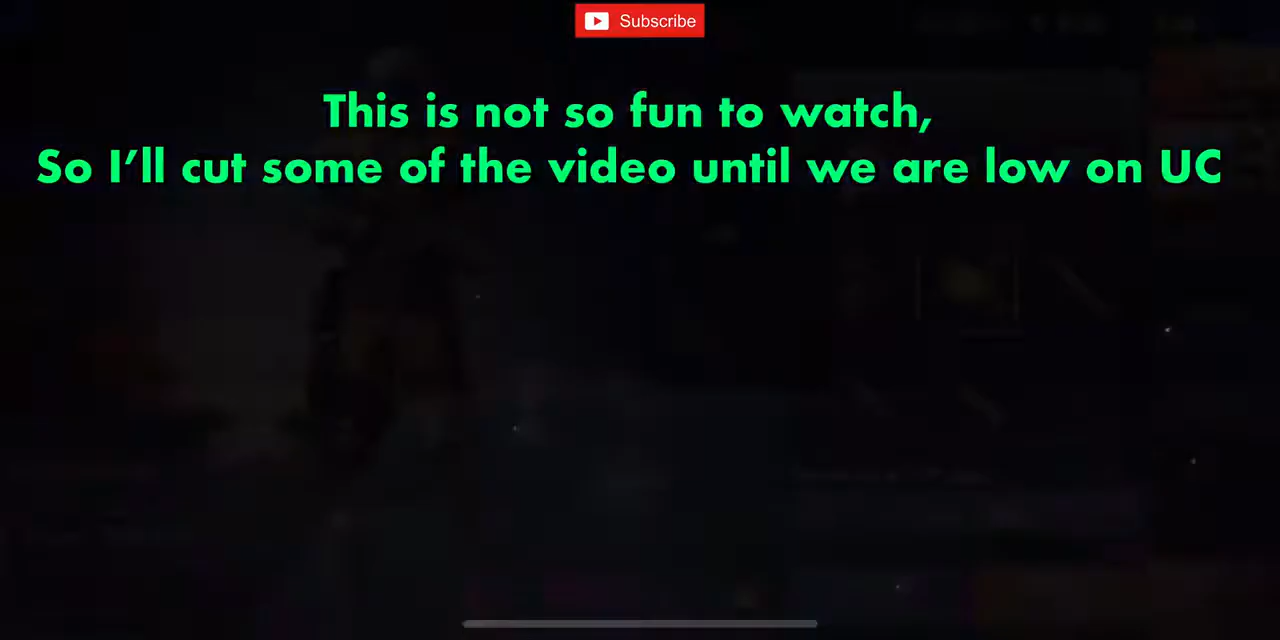 Subscribe
This is not so fun to watch,
So I’ll cut some of the video until we are low on UC